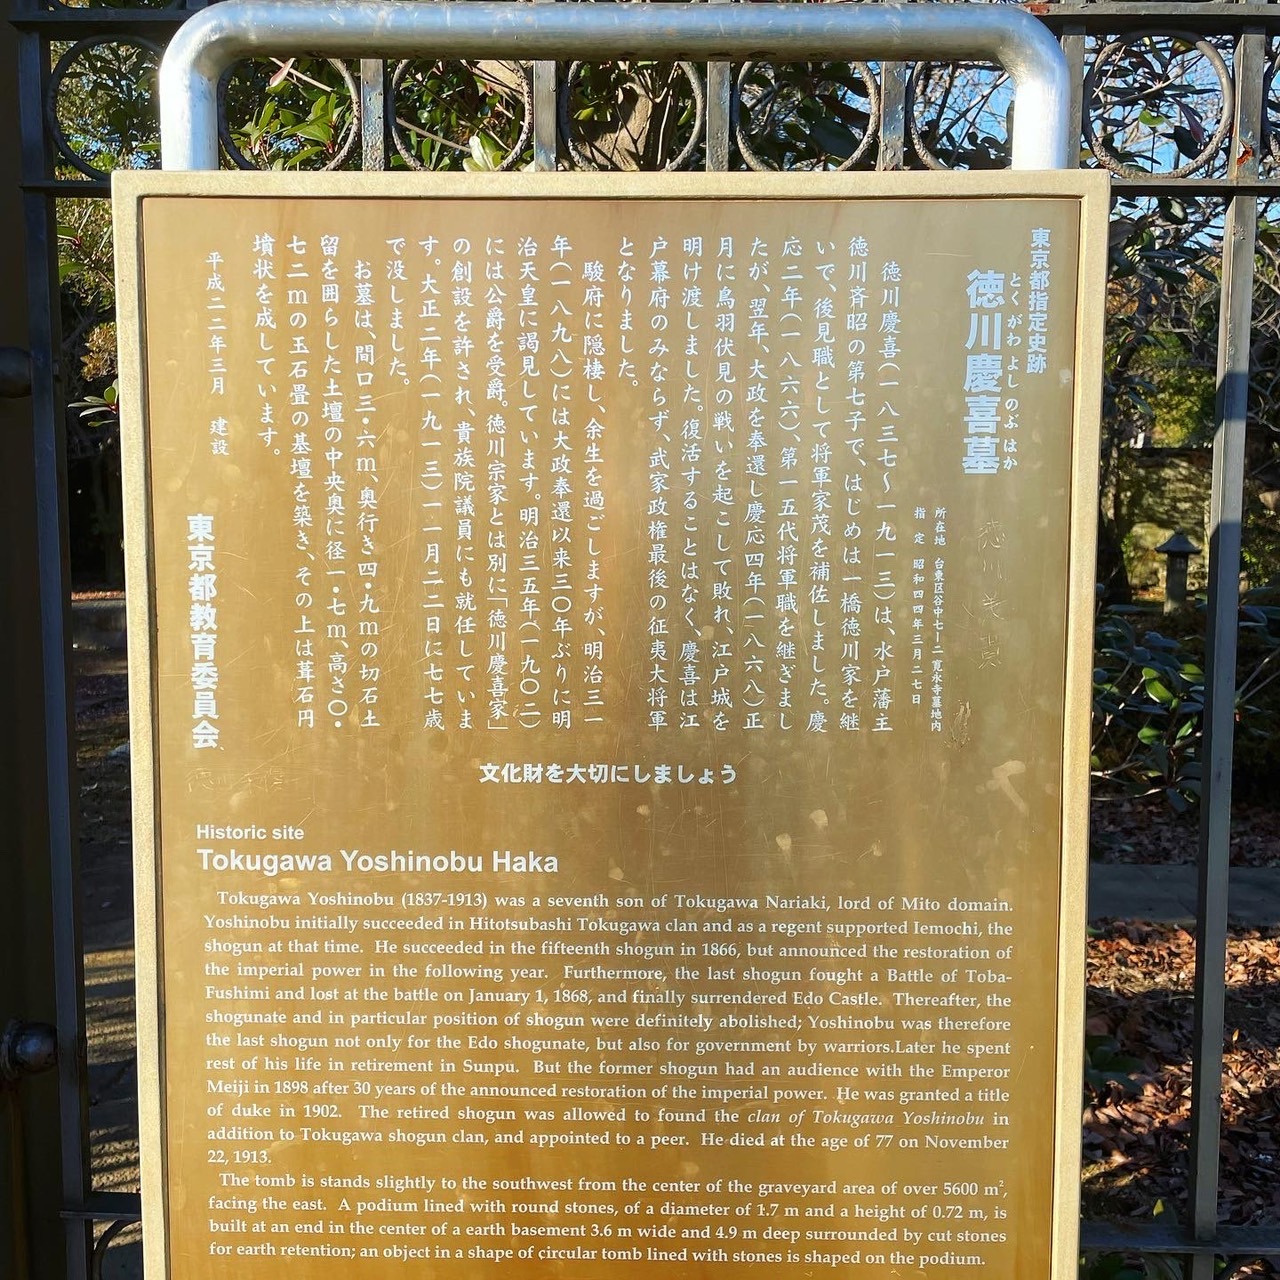 東京都指定史跡
とくがわよしのぶはか
徳川慶喜墓
所在地 台東区谷中七ー二 寛永寺墓地内
指定 昭和四四年三月二七日
徳川慶喜(一八三七〜一九一三)は、水戸藩主
徳川斉昭の第七子で、はじめは一橋徳川家を継
いで、後見職として将軍家茂を補佐しました。慶
応二年(一八六六)、第一五代将軍職を継ぎまし
たが、翌年、大政を奉還し慶応四年(一八六八)正
月に鳥羽伏見の戦いを起こして敗れ、江戸城を
明け渡しました。復活することはなく、慶喜は江
戸幕府のみならず、武家政権最後の征夷大将軍
となりました。
駿府に隠棲し、余生を過ごしますが、明治三一
年(一八九八)には大政奉還以来三〇年ぶりに明
治天皇に謁見しています。明治三五年(一九〇二)
には公爵を受爵。徳川宗家とは別に「徳川慶喜家」
の創設を許され、貴族院議員にも就任していま
す。大正二年(一九一三)一一月二二日に七七歳
で没しました。
お墓は、間口三・六m、奥行き四・九mの切石土
留を囲らした土壇の中央奥に径一・七m、高さ〇・
七二mの玉石畳の基壇を築き、その上は葺石円
墳状を成しています。
平成二二年三月 建設
東京都教育委員会
文化財を大切にしましょう
Historic site
Tokugawa Yoshinobu Haka
Tokugawa Yoshinobu (1837-1913) was a seventh son of Tokugawa Nariaki, lord of Mito domain.
Yoshinobu initially succeeded in Hitotsubashi Tokugawa clan and as a regent supported Iemochi, the
shogun at that time. He succeeded in the fifteenth shogun in 1866, but announced the restoration of
the imperial power in the following year. Furthermore, the last shogun fought a Battle of Toba-
Fushimi and lost at the battle on January 1, 1868, and finally surrendered Edo Castle. Thereafter, the
shogunate and in particular position of shogun were definitely abolished; Yoshinobu was therefore
the last shogun not only for the Edo shogunate, but also for government by warriors.Later he spent
rest of his life in retirement in Sunpu. But the former shogun had an audience with the Emperor
Meiji in 1898 after 30 years of the announced restoration of the imperial power. He was granted a title
of duke in 1902. The retired shogun was allowed to found the clan of Tokugawa Yoshinobu in
addition to Tokugawa shogun clan, and appointed to a peer. He died at the age of 77 on November
22, 1913.
The tomb is stands slightly to the southwest from the center of the graveyard area of over 5600 m²,
facing the east. A podium lined with round stones, of a diameter of 1.7 m and a height of 0.72 m, is
built at an end in the center of a earth basement 3.6 m wide and 4.9 m deep surrounded by cut stones
for earth retention; an object in a shape of circular tomb lined with stones is shaped on the podium.